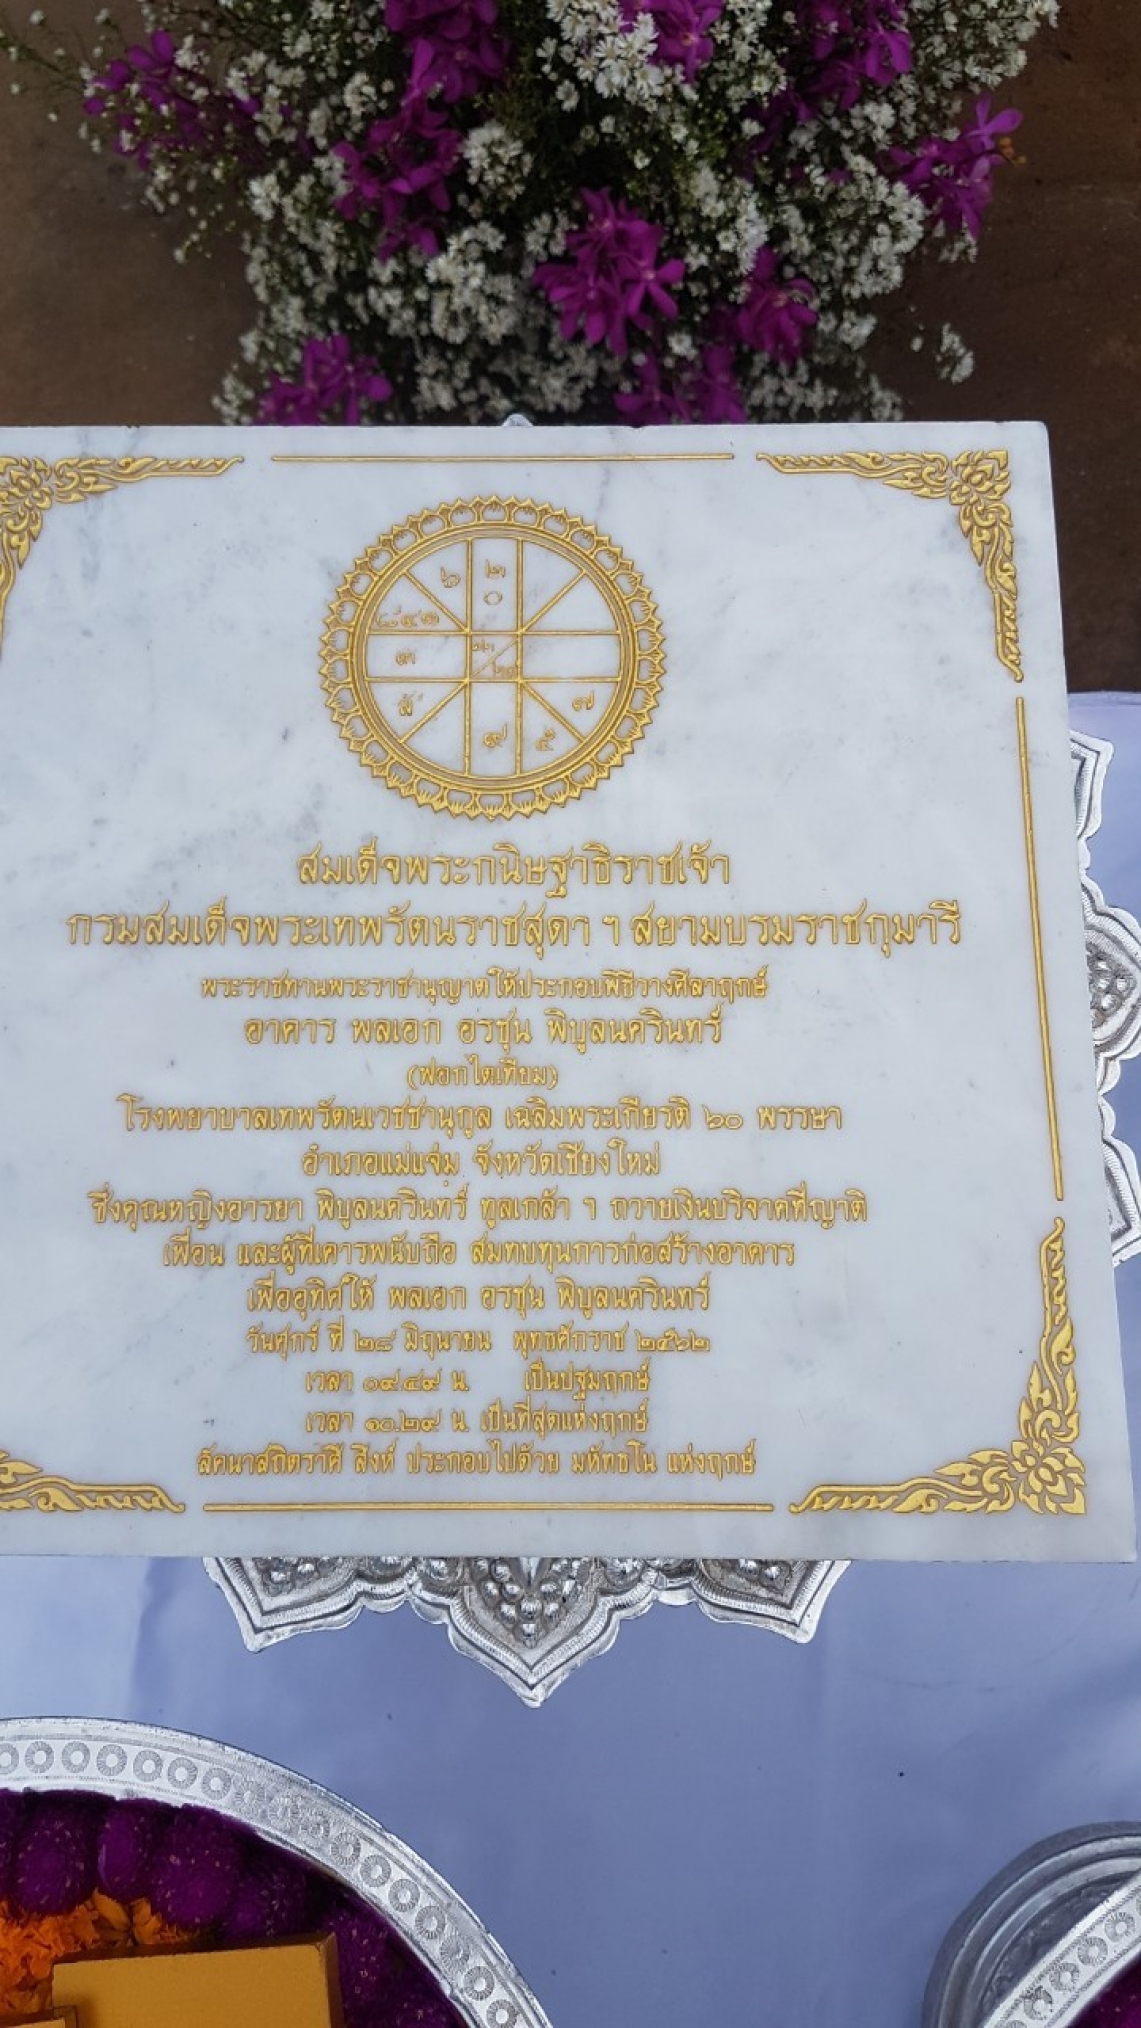 ๒
๖
๐
๘ ๔ ๑
๓
๑๒
ลั
๗
๙
๕
สมเด็จพระกนิษฐาธิราชเจ้า
กรมสมเด็จพระเทพรัตนราชสุดา ฯ สยามบรมราชกุมารี
พระราชทานพระราชานุญาตให้ประกอบพิธีวางศิลาฤกษ์
อาคาร พลเอก อรชุน พิบูลนครินทร์
(ฟอกไตเทียม)
โรงพยาบาลเทพรัตนเวชชานุกูล เฉลิมพระเกียรติ ๖๐ พรรษา
อำเภอแม่แจ่ม จังหวัดเชียงใหม่
ซึ่งคุณหญิงอารยา พิบูลนครินทร์ ทูลเกล้า ฯ ถวายเงินบริจาคที่ญาติ
เพื่อน และผู้ที่เคารพนับถือ สมทบทุนการก่อสร้างอาคาร
เพื่ออุทิศให้ พลเอก อรชุน พิบูลนครินทร์
วันศุกร์ ที่ ๒๘ มิถุนายน พุทธศักราช ๒๕๖๒
เวลา ๐๙.๔๙ น. เป็นปฐมฤกษ์
เวลา ๑๐.๒๙ น. เป็นที่สุดแห่งฤกษ์
ลัคนาสถิตราศี สิงห์ ประกอบไปด้วย มหัทธโน แห่งฤกษ์